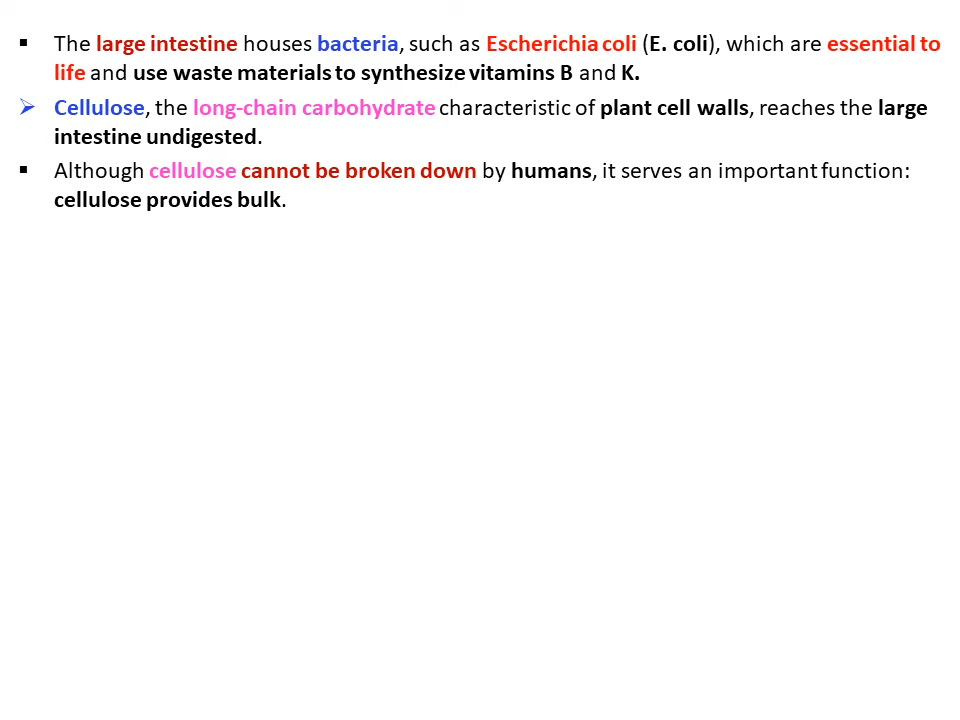 ▪ The large intestine houses bacteria, such as Escherichia coli (E. coli), which are essential to
life and use waste materials to synthesize vitamins B and K.
➢ Cellulose, the long-chain carbohydrate characteristic of plant cell walls, reaches the large
intestine undigested.
▪ Although cellulose cannot be broken down by humans, it serves an important function:
cellulose provides bulk.